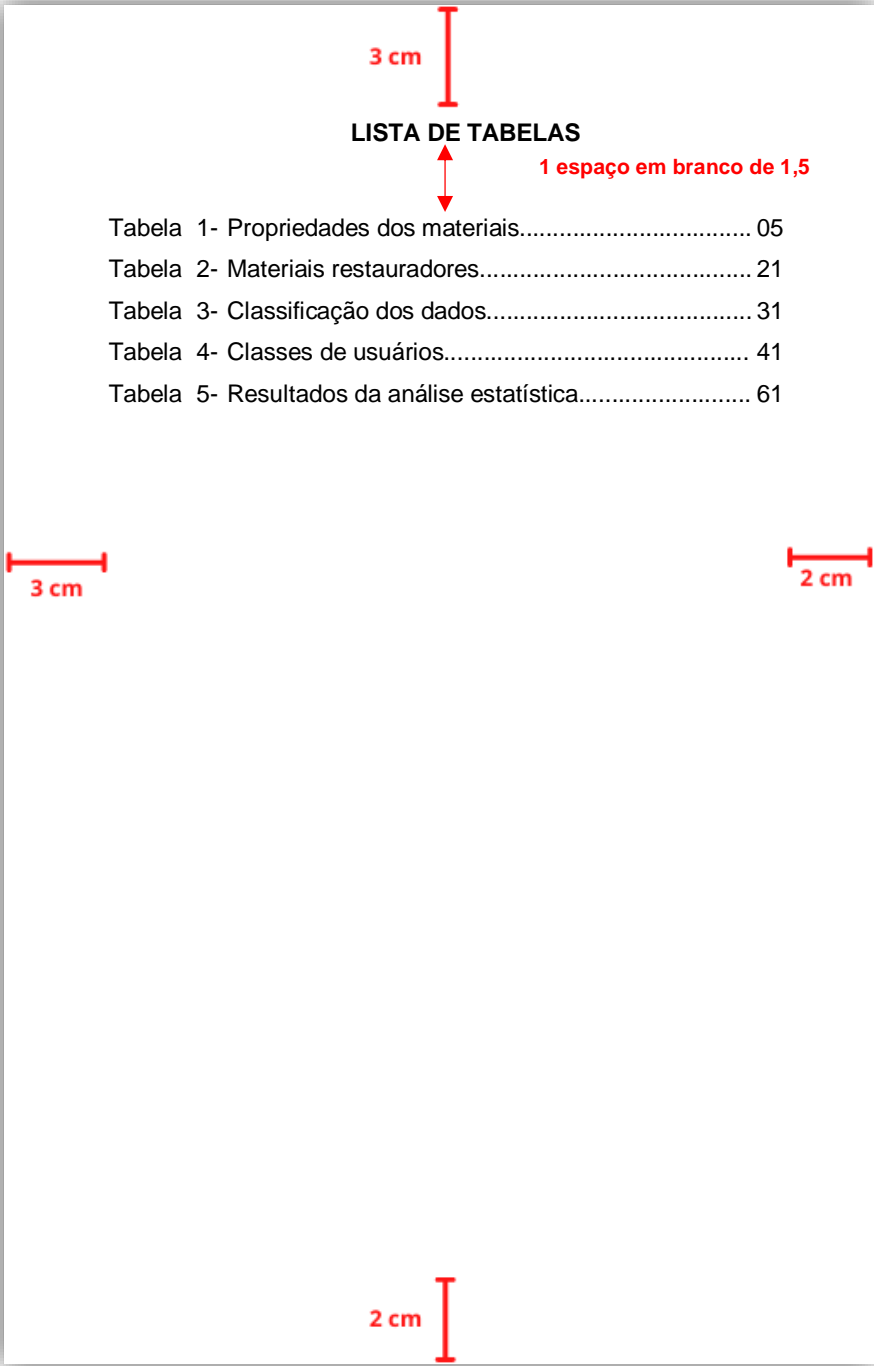 3 cm
LISTA DE TABELAS
1 espaço em branco de 1,5
Tabela 1- Propriedades dos materiais................................... 05
Tabela 2- Materiais restauradores......................................... 21
Tabela 3- Classificação dos dados........................................ 31
Tabela 4- Classes de usuários.............................................. 41
Tabela 5- Resultados da análise estatística.......................... 61
3 cm
2 cm
2 cm